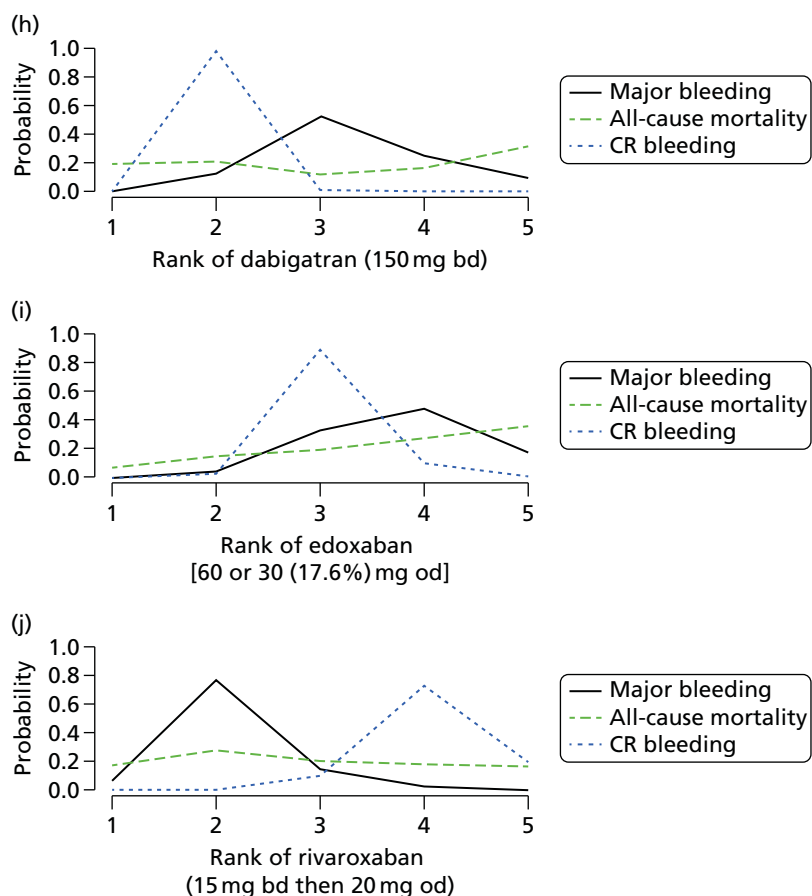 (h)
1.0
0.8
0.6
0.4
0.2
0.0
Probability
1 2 3 4 5
Rank of dabigatran (150 mg bd)
Major bleeding
All-cause mortality
CR bleeding
(i)
1.0
0.8
0.6
0.4
0.2
0.0
Probability
1 2 3 4 5
Rank of edoxaban
[60 or 30 (17.6%) mg od]
Major bleeding
All-cause mortality
CR bleeding
(j)
1.0
0.8
0.6
0.4
0.2
0.0
Probability
1 2 3 4 5
Rank of rivaroxaban
(15 mg bd then 20 mg od)
Major bleeding
All-cause mortality
CR bleeding